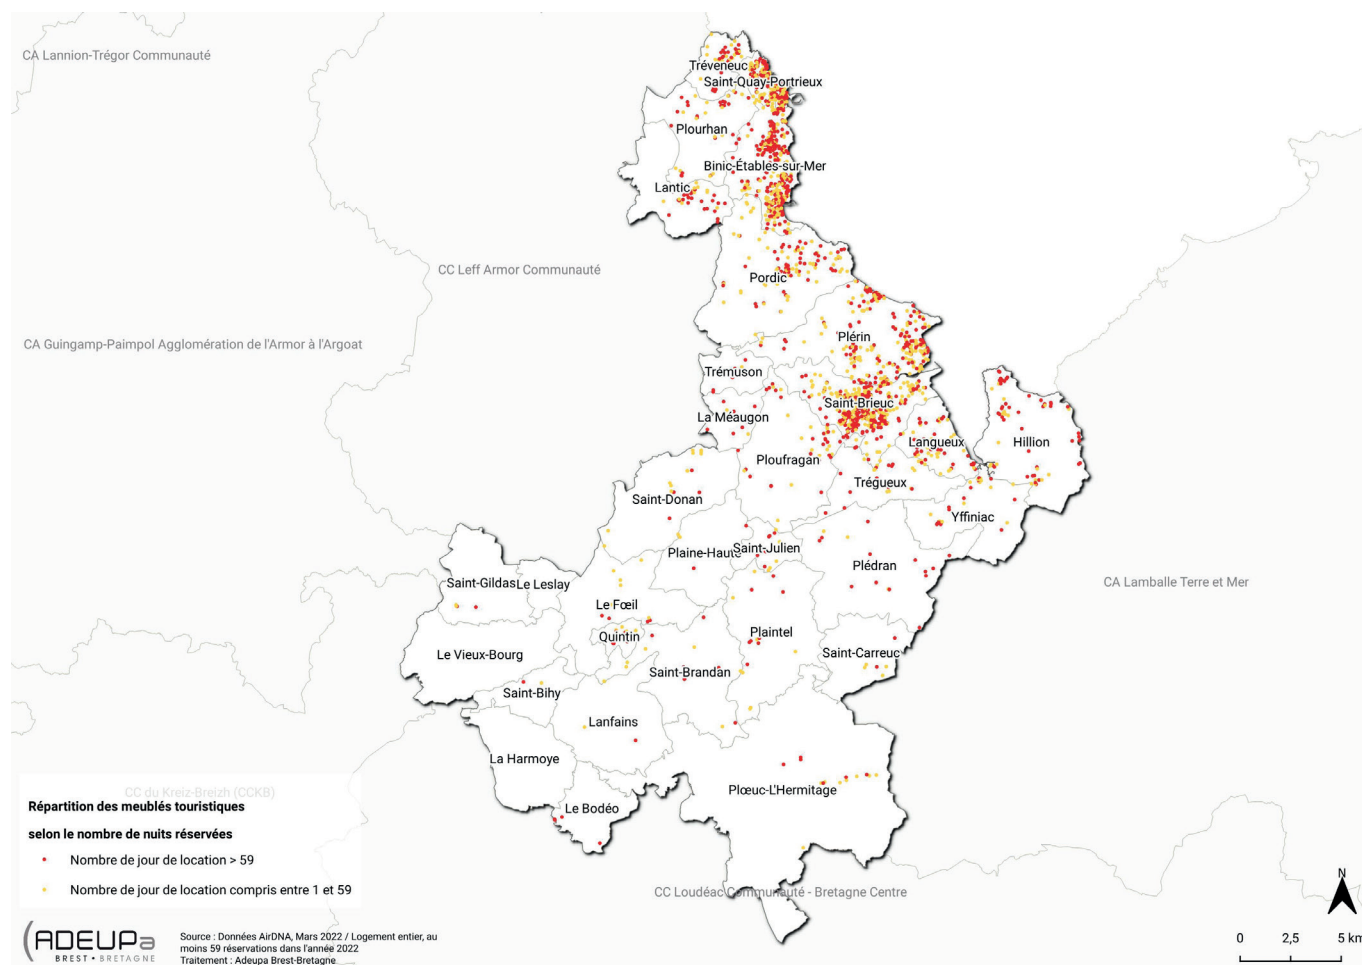 CA Lannion-Trégor Communauté
Tréveneuc
Saint-Quay-Portrieux
Plourhan
Binic-Étables-sur-Mer
Lantic
CC Leff Armor Communauté
Pordic
CA Guingamp-Paimpol Agglomération de l'Armor à l'Argoat
Plérin
Trémuson
Saint-Brieuc
La Méaugon
Langueux
Hillion
Ploufragan
Trégueux
Saint-Donan
Yffiniac
Plaine-Haute
Saint-Julien
Plédran
Saint-Gildas
Le Leslay
CA Lamballe Terre et Mer
Le Fœil
Quintin
Plaintel
Le Vieux-Bourg
Saint-Carreuc
Saint-Brandan
Saint-Bihy
Lanfains
La Harmoye
CC du Kreiz-Breizh (CCKB)
Plœuc-L'Hermitage
Le Bodéo
Répartition des meublés touristiques
selon le nombre de nuits réservées
Nombre de jour de location > 59
Nombre de jour de location compris entre 1 et 59
CC Loudéac Communauté - Bretagne Centre
N
ADEUPa
BREST • BRETAGNE
Source : Données AirDNA, Mars 2022 / Logement entier, au
moins 59 réservations dans l'année 2022
Traitement : Adeupa Brest-Bretagne
0 2,5 5 km